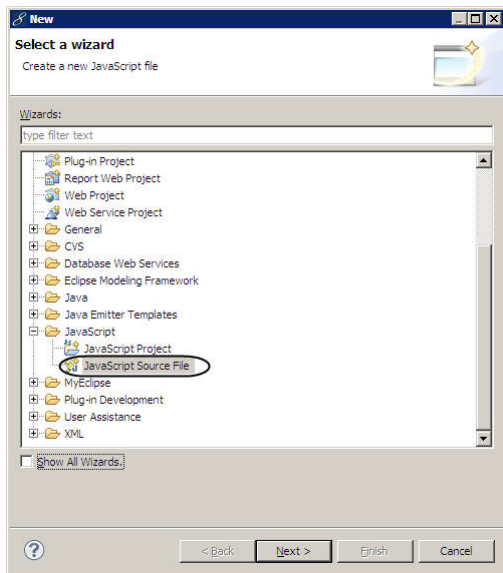 New
Select a wizard
Create a new JavaScript file
Wizards:
type filter text
Plug-in Project
Report Web Project
Web Project
Web Service Project
General
CVS
Database Web Services
Eclipse Modeling Framework
Java
Java Emitter Templates
JavaScript
JavaScript Project
JavaScript Source File
MyEclipse
Plug-in Development
User Assistance
XML
Show All Wizards.
? < Back Next > Finish Cancel